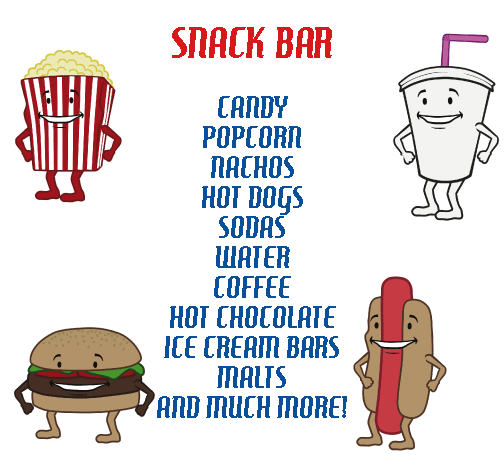 SNACK BAR
CANDY
POPCORN
NACHOS
HOT DOGS
SODAS
WATER
COFFEE
HOT CHOCOLATE
ICE CREAM BARS
MALTS
AND MUCH MORE!